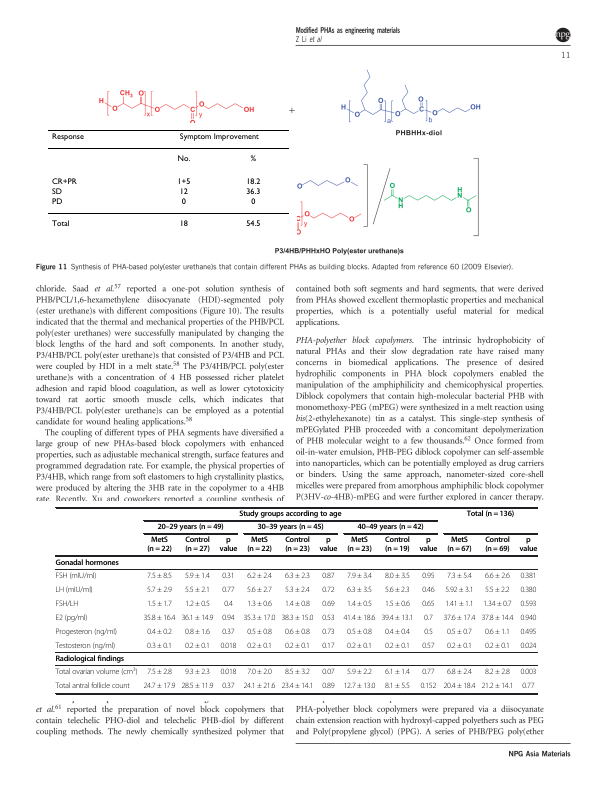 Modified PHAs as engineering materials
Z Li et al
npg
11
H O CH3 O x O C O y O OH
+
H O O a O C O b O OH
PHBHHx-diol
Response Symptom Improvement
No. %
CR+PR 1+5 18.2
SD 12 36.3
PD 0 0
Total 18 54.5
O O
O y O O
O N H H N O
P3/4HB/PHHxHO Poly(ester urethane)s
Figure 11 Synthesis of PHA-based poly(ester urethane)s that contain different PHAs as building blocks. Adapted from reference 60 (2009 Elsevier).
chloride. Saad et al.57 reported a one-pot solution synthesis of
PHB/PCL/1,6-hexamethylene diisocyanate (HDI)-segmented poly
(ester urethane)s with different compositions (Figure 10). The results
indicated that the thermal and mechanical properties of the PHB/PCL
poly(ester urethanes) were successfully manipulated by changing the
block lengths of the hard and soft components. In another study,
P3/4HB/PCL poly(ester urethane)s that consisted of P3/4HB and PCL
were coupled by HDI in a melt state.58 The P3/4HB/PCL poly(ester
urethane)s with a concentration of 4 HB possessed richer platelet
adhesion and rapid blood coagulation, as well as lower cytotoxicity
toward rat aortic smooth muscle cells, which indicates that
P3/4HB/PCL poly(ester urethane)s can be employed as a potential
candidate for wound healing applications.58
The coupling of different types of PHA segments have diversified a
large group of new PHAs-based block copolymers with enhanced
properties, such as adjustable mechanical strength, surface features and
programmed degradation rate. For example, the physical properties of
P3/4HB, which range from soft elastomers to high crystallinity plastics,
were produced by altering the 3HB rate in the copolymer to a 4HB
rate. Recently, Xu and coworkers reported a coupling synthesis of
contained both soft segments and hard segments, that were derived
from PHAs showed excellent thermoplastic properties and mechanical
properties, which is a potentially useful material for medical
applications.
PHA-polyether block copolymers. The intrinsic hydrophobicity of
natural PHAs and their slow degradation rate have raised many
concerns in biomedical applications. The presence of desired
hydrophilic components in PHA block copolymers enabled the
manipulation of the amphiphilicity and chemicophysical properties.
Diblock copolymers that contain high-molecular bacterial PHB with
monomethoxy-PEG (mPEG) were synthesized in a melt reaction using
bis(2-ethylhexanote) tin as a catalyst. This single-step synthesis of
mPEGylated PHB proceeded with a concomitant depolymerization
of PHB molecular weight to a few thousands.62 Once formed from
oil-in-water emulsion, PHB-PEG diblock copolymer can self-assemble
into nanoparticles, which can be potentially employed as drug carriers
or binders. Using the same approach, nanometer-sized core-shell
micelles were prepared from amorphous amphiphilic block copolymer
P(3HV-co-4HB)-mPEG and were further explored in cancer therapy.
Study groups according to age Total (n=136)
20–29 years (n=49) 30–39 years (n=45) 40–49 years (n=42)
MetS (n=22) Control (n=27) p value MetS (n=22) Control (n=23) p value MetS (n=23) Control (n=19) p value MetS (n=67) Control (n=69) p value
Gonadal hormones
FSH (mIU/ml) 7.5 ± 8.5 5.9 ± 1.4 0.31 6.2 ± 2.4 6.3 ± 2.3 0.87 7.9 ± 3.4 8.0 ± 3.5 0.95 7.3 ± 5.4 6.6 ± 2.6 0.381
LH (mIU/ml) 5.7 ± 2.9 5.5 ± 2.1 0.77 5.6 ± 2.7 5.3 ± 2.4 0.72 6.3 ± 3.5 5.6 ± 2.3 0.46 5.92 ± 3.1 5.5 ± 2.2 0.380
FSH/LH 1.5 ± 1.7 1.2 ± 0.5 0.4 1.3 ± 0.6 1.4 ± 0.8 0.69 1.4 ± 0.5 1.5 ± 0.6 0.65 1.41 ± 1.1 1.34 ± 0.7 0.593
E2 (pg/ml) 35.8 ± 16.4 36.1 ± 14.9 0.94 35.3 ± 17.0 38.3 ± 15.0 0.53 41.4 ± 18.6 39.4 ± 13.1 0.7 37.6 ± 17.4 37.8 ± 14.4 0.940
Progesteron (ng/ml) 0.4 ± 0.2 0.8 ± 1.6 0.37 0.5 ± 0.8 0.6 ± 0.8 0.73 0.5 ± 0.8 0.4 ± 0.4 0.5 0.5 ± 0.7 0.6 ± 1.1 0.495
Testosteron (ng/ml) 0.3 ± 0.1 0.2 ± 0.1 0.018 0.2 ± 0.1 0.2 ± 0.1 0.17 0.2 ± 0.1 0.2 ± 0.1 0.57 0.2 ± 0.1 0.2 ± 0.1 0.024
Radiological findings
Total ovarian volume (cm3) 7.5 ± 2.8 9.3 ± 2.3 0.018 7.0 ± 2.0 8.5 ± 3.2 0.07 5.9 ± 2.2 6.1 ± 1.4 0.77 6.8 ± 2.4 8.2 ± 2.8 0.003
Total antral follicle count 24.7 ± 17.9 28.5 ± 11.9 0.37 24.1 ± 21.6 23.4 ± 14.1 0.89 12.7 ± 13.0 8.1 ± 5.5 0.152 20.4 ± 18.4 21.2 ± 14.1 0.77
et al.61 reported the preparation of novel block copolymers that
contain telechelic PHO-diol and telechelic PHB-diol by different
coupling methods. The newly chemically synthesized polymer that
PHA-polyether block copolymers were prepared via a diisocyanate
chain extension reaction with hydroxyl-capped polyethers such as PEG
and Poly(propylene glycol) (PPG). A series of PHB/PEG poly(ether
NPG Asia Materials